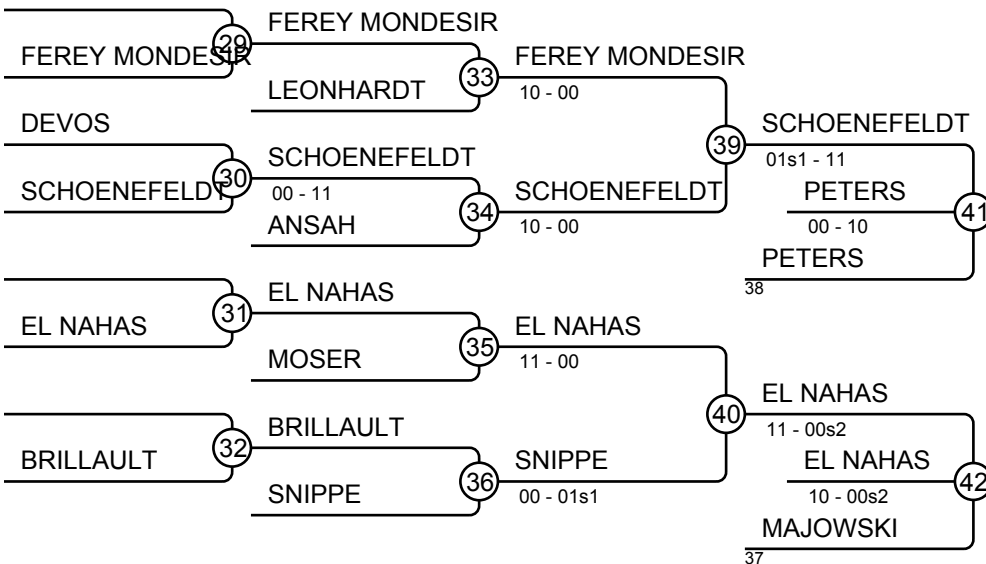 FEREY MONDESIR
29
FEREY MONDESIR
LEONHARDT
33
FEREY MONDESIR
10 - 00
DEVOS
SCHOENEFELDT
30
SCHOENEFELDT
00 - 11
ANSAH
34
SCHOENEFELDT
10 - 00
39
SCHOENEFELDT
01s1 - 11
PETERS
00 - 10
41
PETERS
38
EL NAHAS
31
EL NAHAS
MOSER
35
EL NAHAS
11 - 00
BRILLAULT
32
BRILLAULT
SNIPPE
36
SNIPPE
00 - 01s1
40
EL NAHAS
11 - 00s2
EL NAHAS
10 - 00s2
42
MAJOWSKI
37